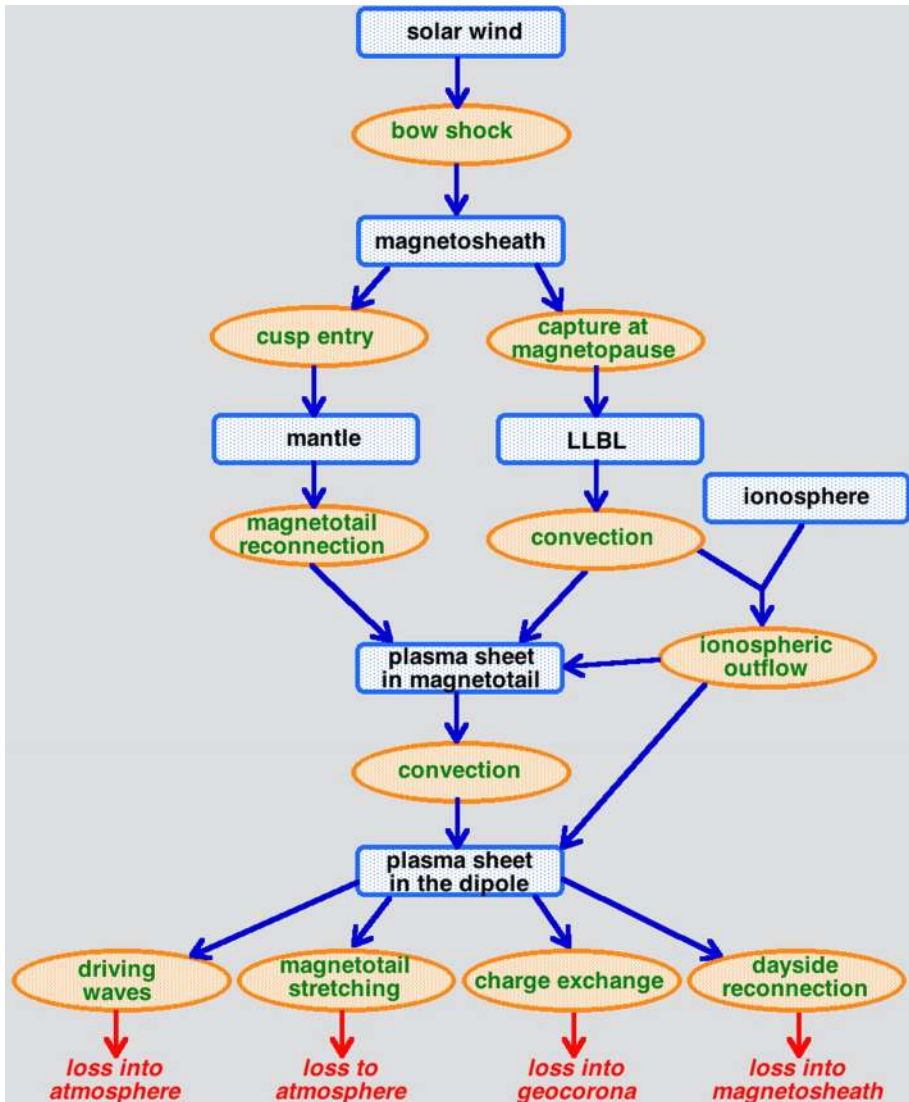 solar wind
bow shock
magnetosheath
cusp entry
capture at
magnetopause
mantle
LLBL
ionosphere
magnetotail
reconnection
convection
ionospheric
outflow
plasma sheet
in magnetotail
convection
plasma sheet
in the dipole
driving
waves
magnetotail
stretching
charge exchange
dayside
reconnection
loss into
atmosphere
loss to
atmosphere
loss into
geocorona
loss into
magnetosheath